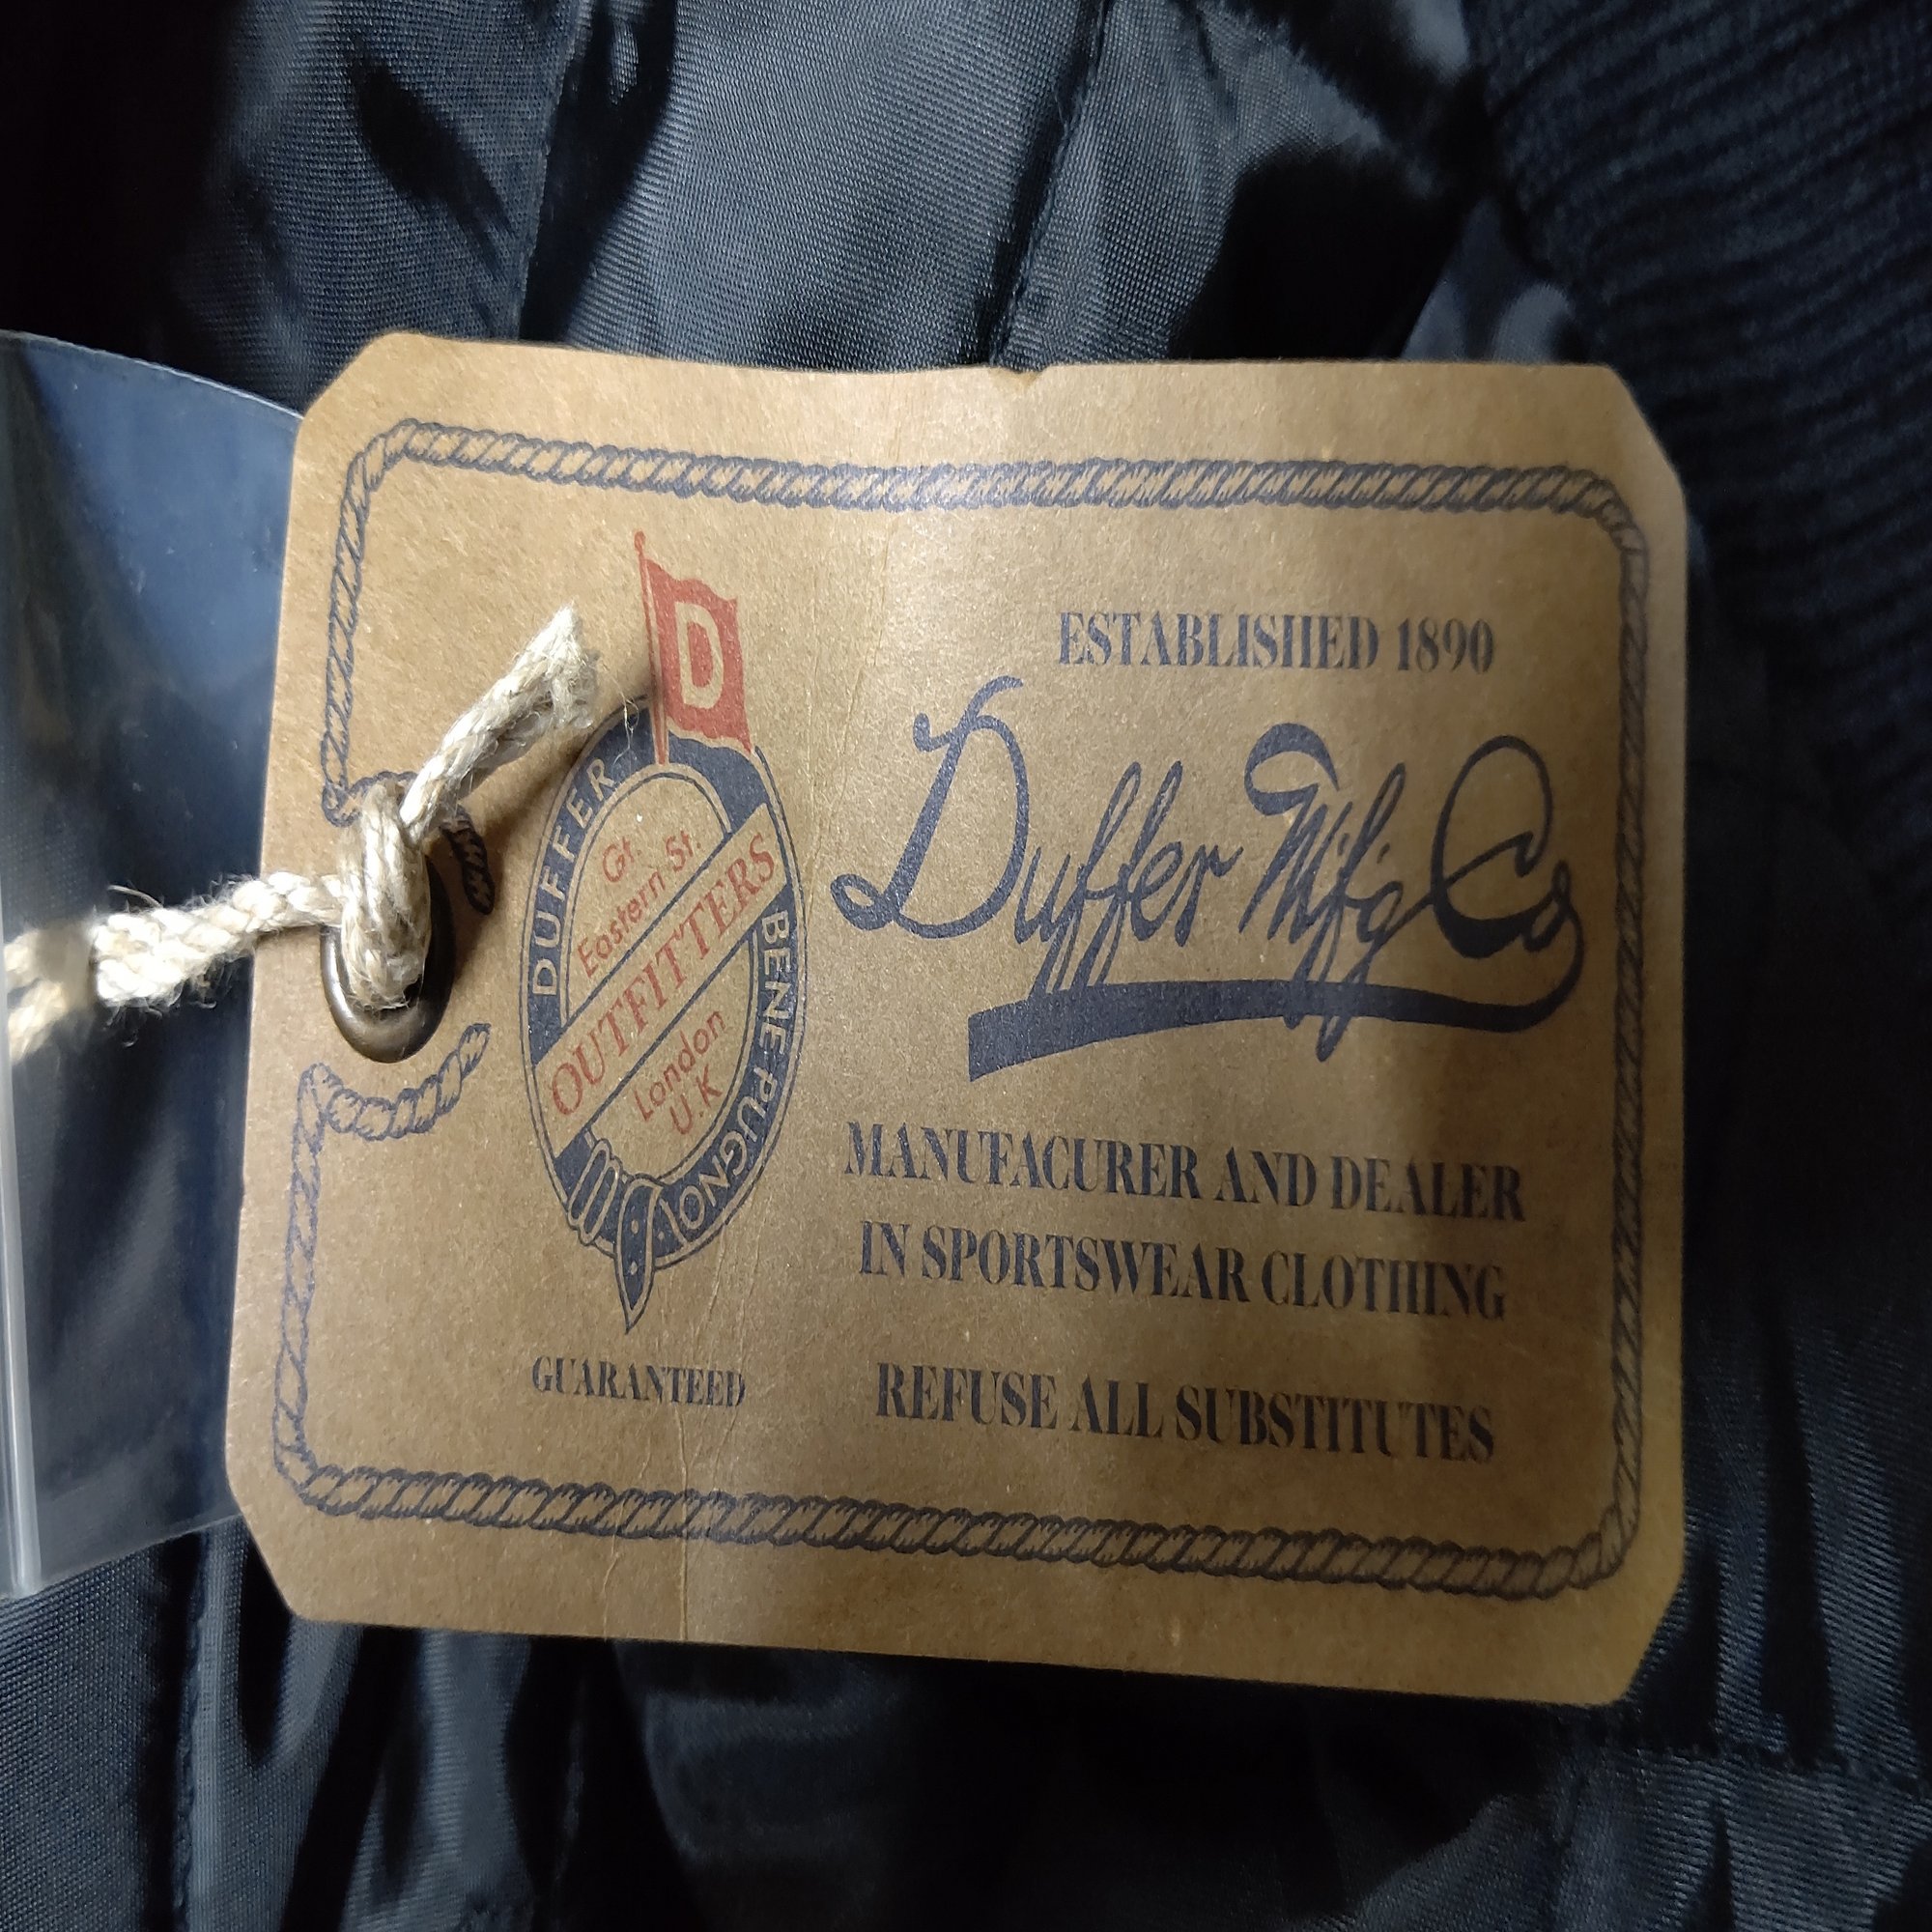 D
DUFFER
BENE PUGNO
Gt.
Eastern St.
OUTFITTERS
London
U.K
GUARANTEED
ESTABLISHED 1890
Duffer Mfg Co
MANUFACURER AND DEALER
IN SPORTSWEAR CLOTHING
REFUSE ALL SUBSTITUTES